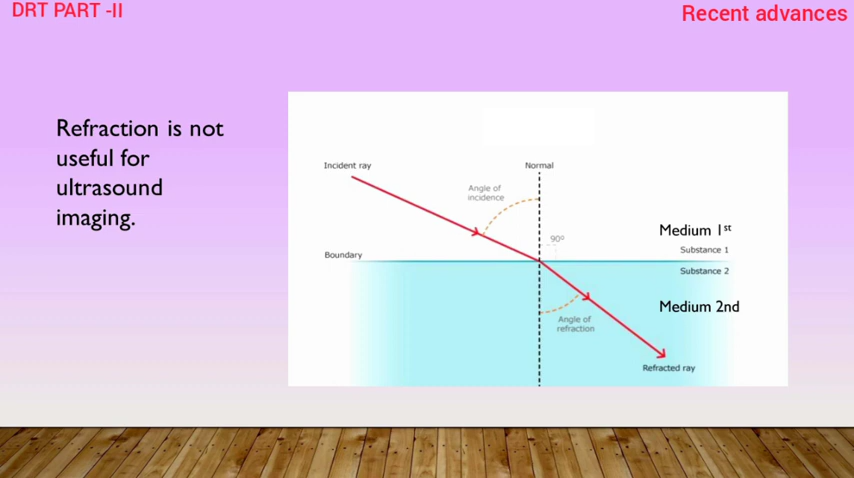 DRT PART -II
Recent advances
Refraction is not
useful for
ultrasound
imaging.
Incident ray
Normal
Angle of
incidence
90⁰
Medium 1ˢᵗ
Boundary
Substance 1
Substance 2
Medium 2nd
Angle of
refraction
Refracted ray